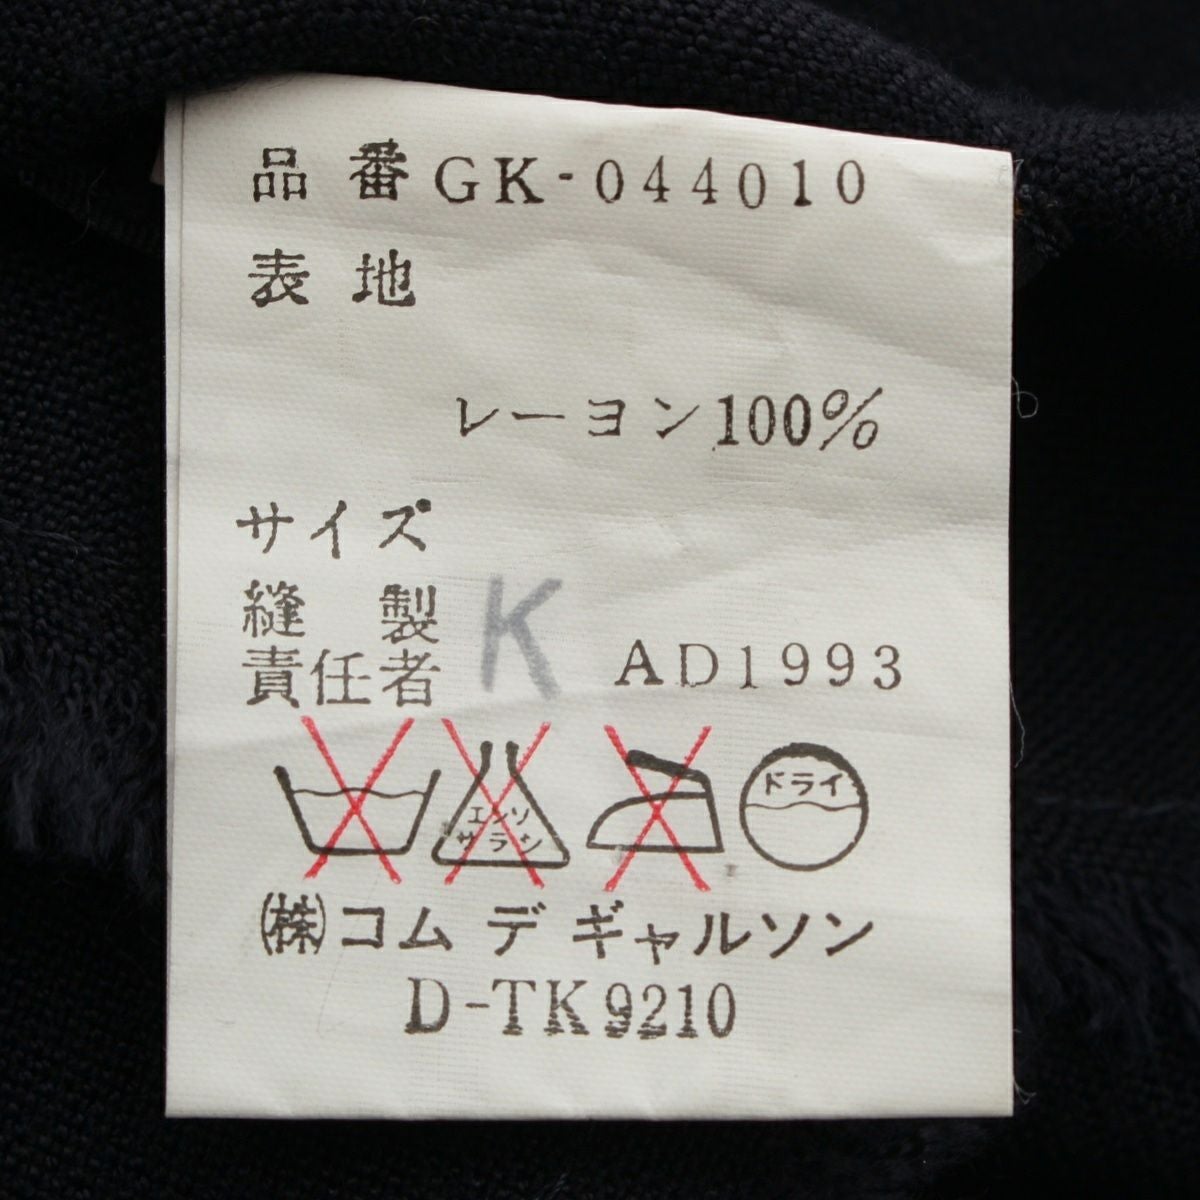 品番 GK-044010
表地
レーヨン100%
サイズ
縫製
責任者 K AD1993
エンソ
サラシ
ドライ
㈱コム デ ギャルソン
D-TK9210